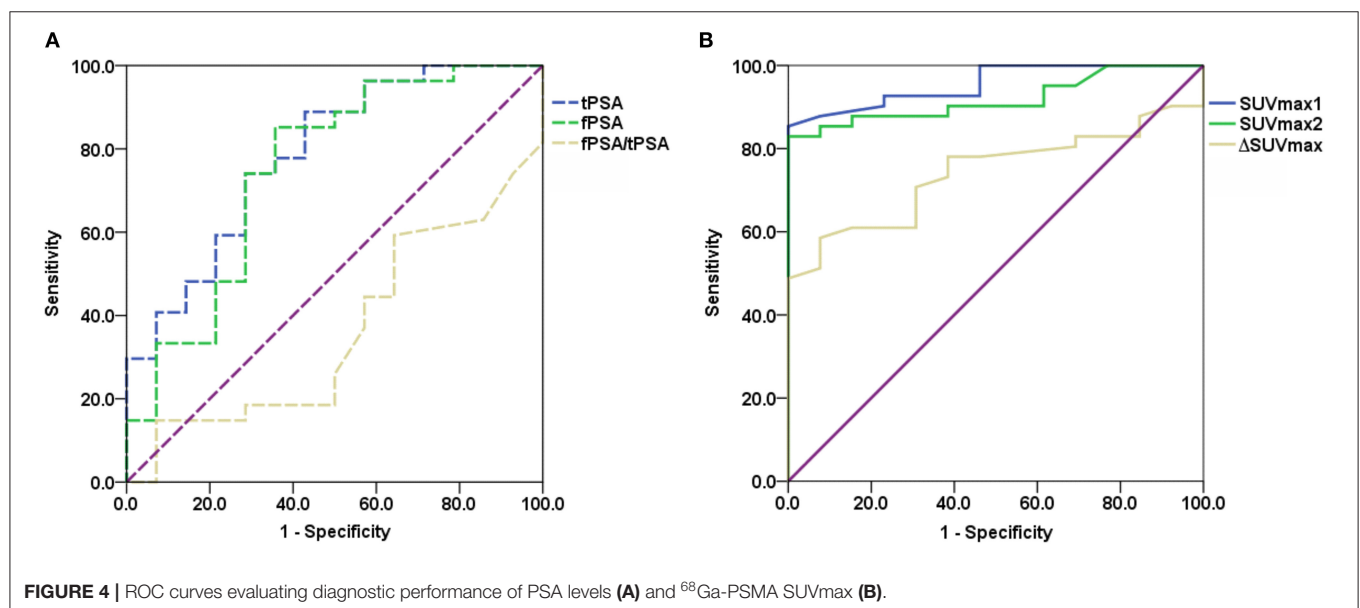 A
100.0
80.0
60.0
40.0
20.0
0.0
Sensitivity
0.0 20.0 40.0 60.0 80.0 100.0
1 - Specificity
tPSA
fPSA
fPSA/tPSA
B
100.0
80.0
60.0
40.0
20.0
0.0
Sensitivity
0.0 20.0 40.0 60.0 80.0 100.0
1 - Specificity
SUVmax1
SUVmax2
ΔSUVmax
FIGURE 4 | ROC curves evaluating diagnostic performance of PSA levels (A) and ⁶⁸Ga-PSMA SUVmax (B).